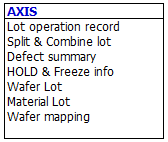 AXIS
Lot operation record
Split & Combine lot
Defect summary
HOLD & Freeze info
Wafer Lot
Material Lot
Wafer mapping